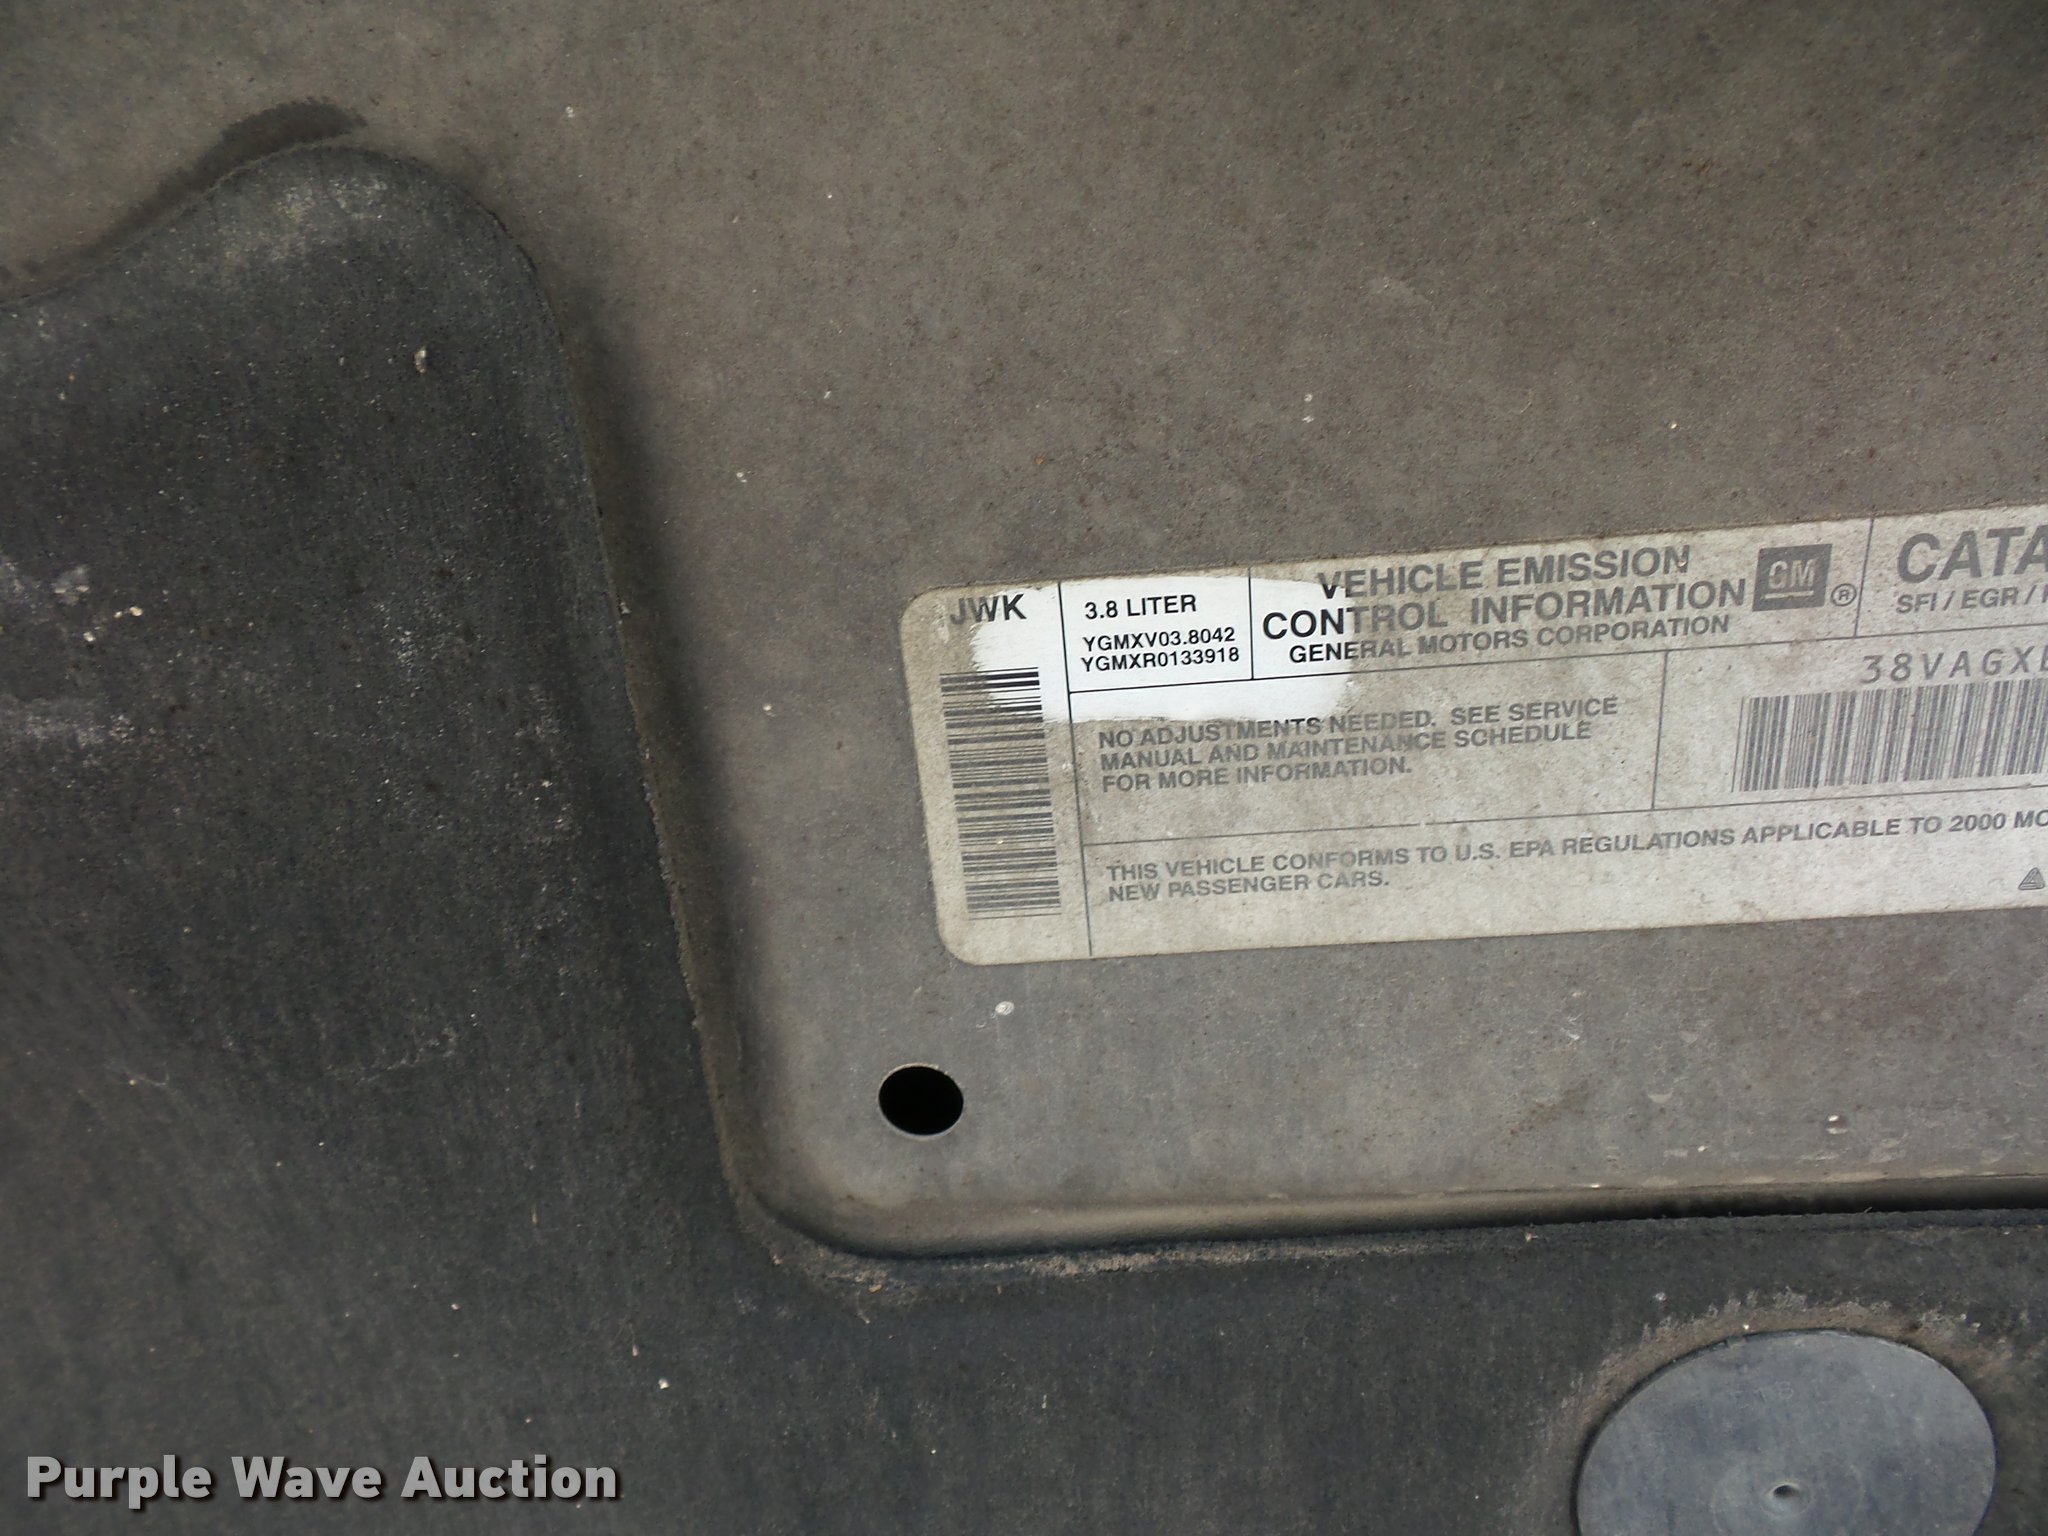 JWK
3.8 LITER
YGMXV03.8042
YGMXR0133918
VEHICLE EMISSION
CONTROL INFORMATION
GENERAL MOTORS CORPORATION
GM
®
CATA
SFI / EGR /
38VAGX
NO ADJUSTMENTS NEEDED. SEE SERVICE
MANUAL AND MAINTENANCE SCHEDULE
FOR MORE INFORMATION.
THIS VEHICLE CONFORMS TO U.S. EPA REGULATIONS APPLICABLE TO 2000 MO
NEW PASSENGER CARS.
Purple Wave Auction